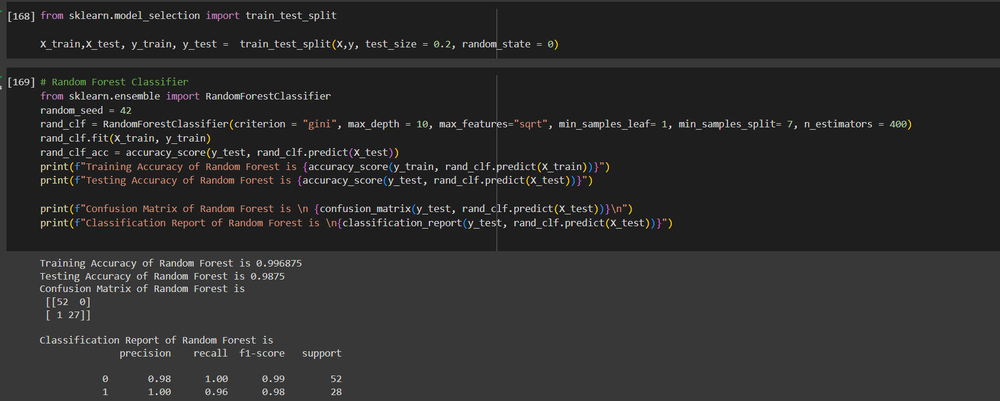 [168] from sklearn.model_selection import train_test_split
X_train,X_test, y_train, y_test =  train_test_split(X,y, test_size = 0.2, random_state = 0)
[169] # Random Forest Classifier
s
from sklearn.ensemble import RandomForestClassifier
random_seed = 42
rand_clf = RandomForestClassifier(criterion = "gini", max_depth = 10, max_features="sqrt", min_samples_leaf= 1, min_samples_split= 7, n_estimators = 400)
rand_clf.fit(X_train, y_train)
rand_clf_acc = accuracy_score(y_test, rand_clf.predict(X_test))
print(f"Training Accuracy of Random Forest is {accuracy_score(y_train, rand_clf.predict(X_train))}")
print(f"Testing Accuracy of Random Forest is {accuracy_score(y_test, rand_clf.predict(X_test))}")
print(f"Confusion Matrix of Random Forest is \n {confusion_matrix(y_test, rand_clf.predict(X_test))}\n")
print(f"Classification Report of Random Forest is \n{classification_report(y_test, rand_clf.predict(X_test))}")
Training Accuracy of Random Forest is 0.996875
Testing Accuracy of Random Forest is 0.9875
Confusion Matrix of Random Forest is
[[52  0]
[ 1 27]]
Classification Report of Random Forest is
precision    recall  f1-score   support
0       0.98      1.00      0.99        52
1       1.00      0.96      0.98        28